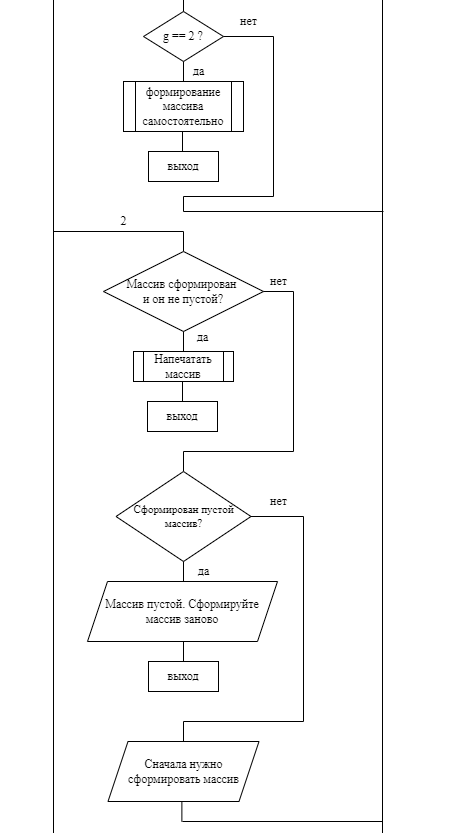 нет
g == 2 ?
да
формирование
массива
самостоятельно
выход
2
Массив сформирован
и он не пустой?
нет
да
Напечатать
массив
выход
нет
Сформирован пустой
массив?
да
Массив пустой. Сформируйте
массив заново
выход
Сначала нужно
сформировать массив